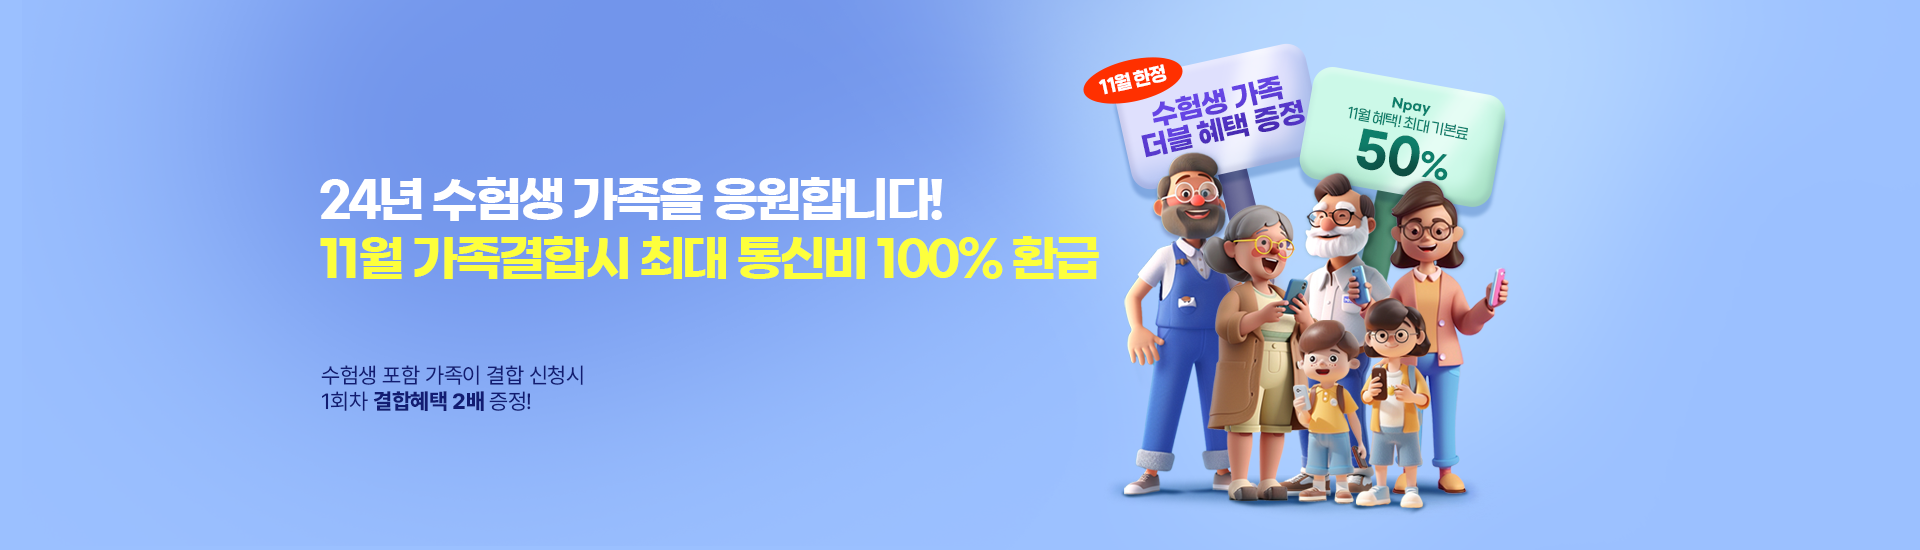 24년 수험생 가족을 응원합니다!
11월 가족결합시 최대 통신비 100% 환급
수험생 포함 가족이 결합 신청시
1회차 결합혜택 2배 증정!
11월 한정
수험생 가족
더블 혜택 증정
Npay
11월 혜택! 최대 기본료
50%